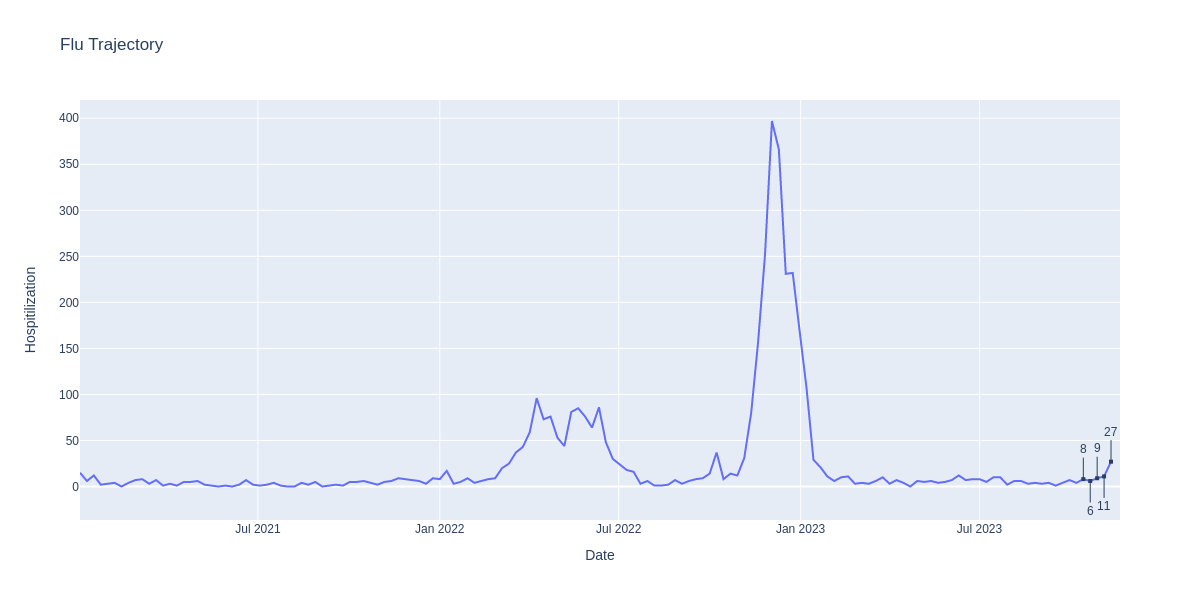 Flu Trajectory
400
350
300
250
200
150
100
50
0
Hospitilization
8
6
9
11
27
Jul 2021
Jan 2022
Jul 2022
Jan 2023
Jul 2023
Date